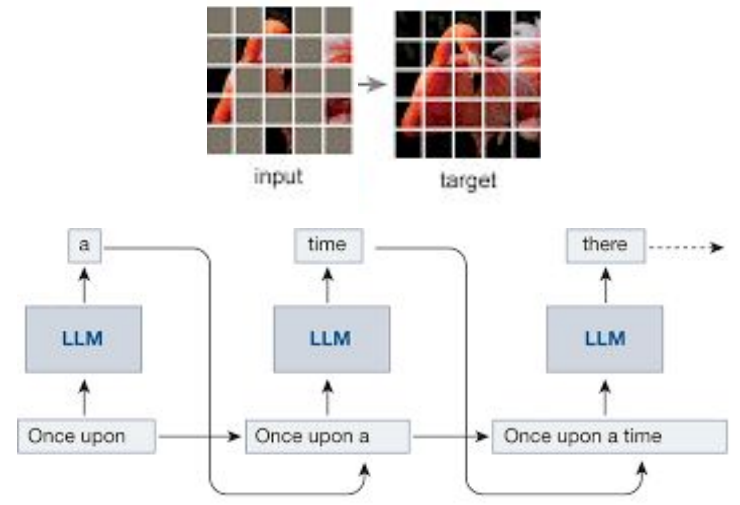 input
target
a
time
there
LLM
LLM
LLM
Once upon
Once upon a
Once upon a time